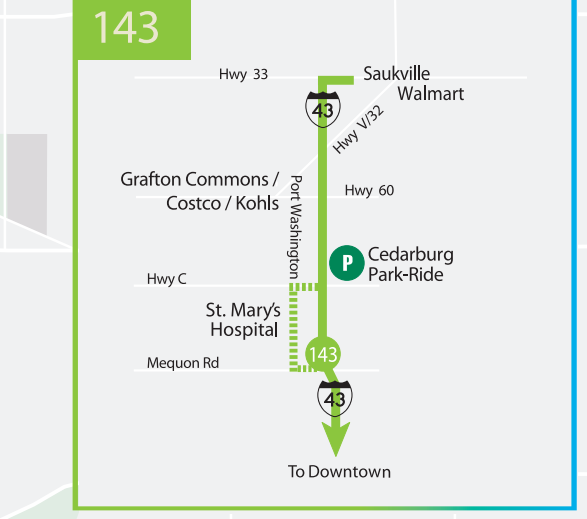 143
Hwy 33
Saukville
Walmart
43
Hwy V/32
Grafton Commons /
Costco / Kohls
Port Washington
Hwy 60
P
Cedarburg
Park-Ride
Hwy C
St. Mary's
Hospital
143
Mequon Rd
43
To Downtown